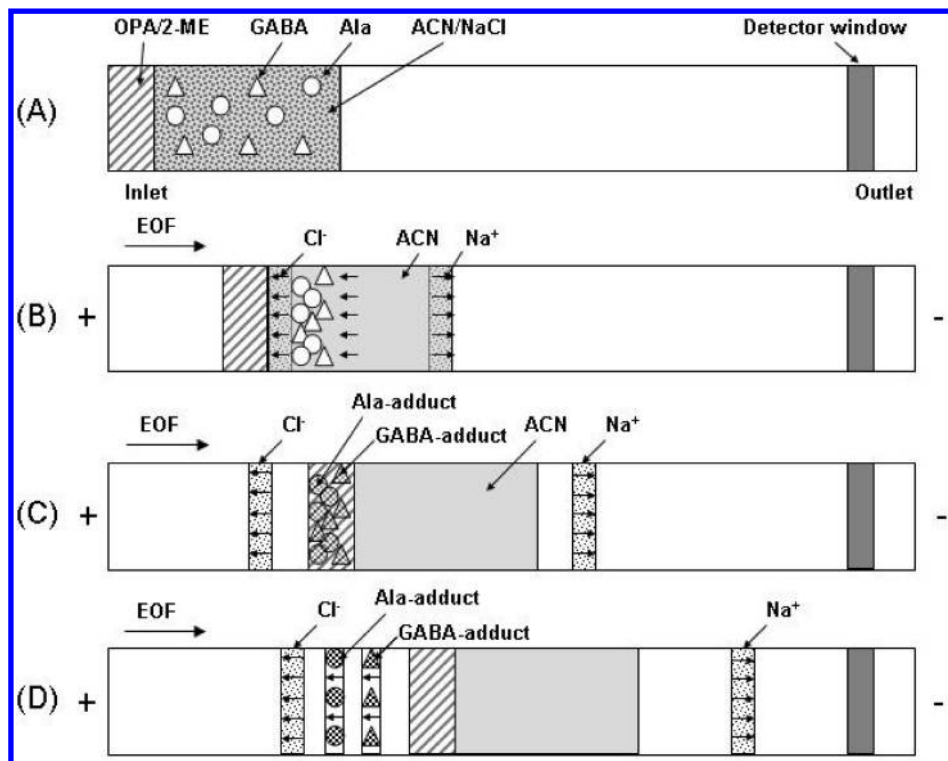 OPA/2-ME GABA Ala ACN/NaCl Detector window
(A)
Inlet Outlet
EOF Cl⁻ ACN Na⁺
(B) + -
Ala-adduct
EOF Cl⁻ GABA-adduct ACN Na⁺
(C) + -
Ala-adduct
EOF Cl⁻ GABA-adduct Na⁺
(D) + -